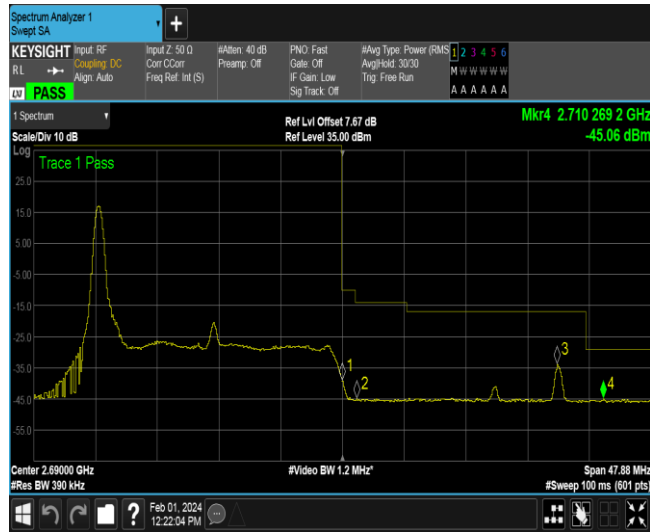 Spectrum Analyzer 1
Swept SA
KEYSIGHT
RL
LXI PASS
Input: RF
Coupling: DC
Align: Auto
Input Z: 50 Ω
Corr CCorr
Freq Ref: Int (S)
#Atten: 40 dB
Preamp: Off
PNO: Fast
Gate: Off
IF Gain: Low
Sig Track: Off
#Avg Type: Power (RMS
Avg|Hold: 30/30
Trig: Free Run
1 2 3 4 5 6
M W W W W W
A A A A A A
1 Spectrum
Scale/Div 10 dB
Ref Lvl Offset 7.67 dB
Ref Level 35.00 dBm
Mkr4 2.710 269 2 GHz
-45.06 dBm
Log
Trace 1 Pass
25.0
15.0
5.00
-5.00
-15.0
-25.0
-35.0
-45.0
-55.0
1
2
3
4
Center 2.69000 GHz
#Res BW 390 kHz
#Video BW 1.2 MHz*
Span 47.88 MHz
#Sweep 100 ms (601 pts)
?
Feb 01, 2024
12:22:04 PM